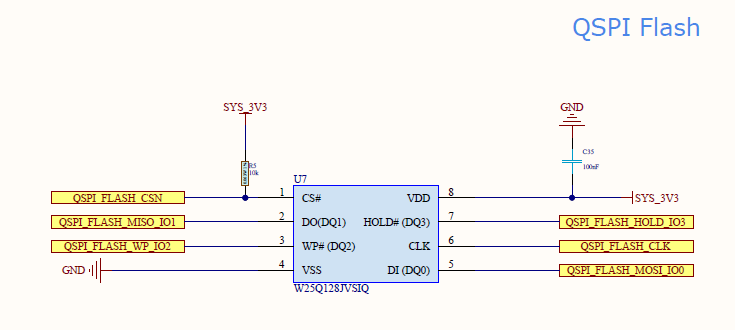 QSPI Flash
SYS_3V3
GND
R5
10k
C35
100nF
U7
QSPI_FLASH_CSN 1 CS# VDD 8 SYS_3V3
QSPI_FLASH_MISO_IO1 2 DO(DQ1) HOLD# (DQ3) 7 QSPI_FLASH_HOLD_IO3
QSPI_FLASH_WP_IO2 3 WP# (DQ2) CLK 6 QSPI_FLASH_CLK
GND 4 VSS DI (DQ0) 5 QSPI_FLASH_MOSI_IO0
W25Q128JVSIQ